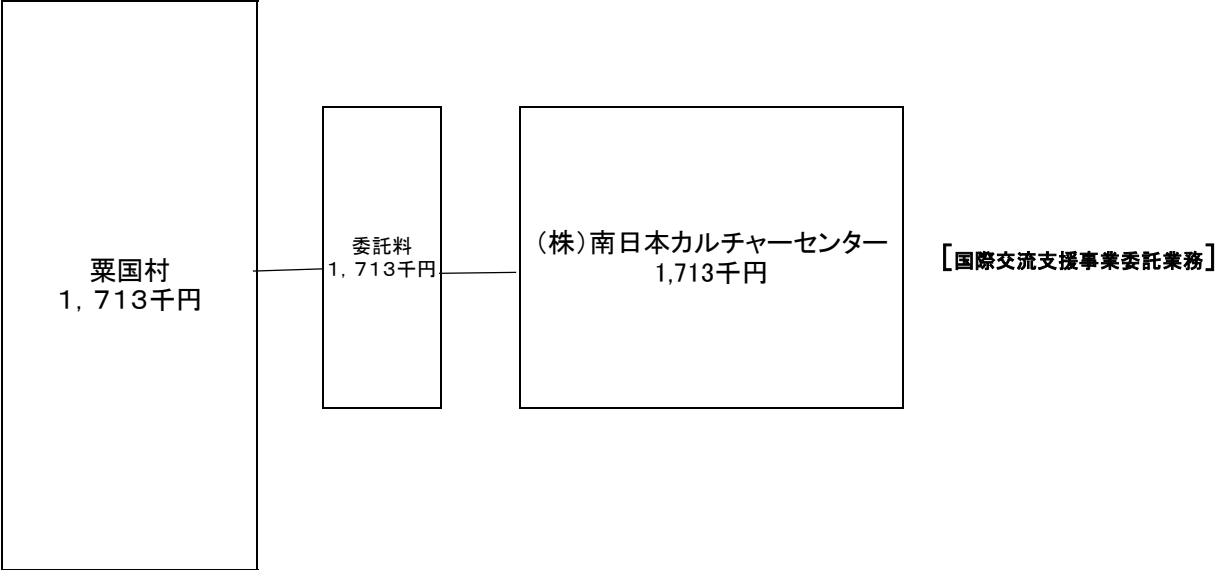 粟国村
１，７１３千円
委託料
１，７１３千円
（株）南日本カルチャーセンター
1,713千円
[国際交流支援事業委託業務]